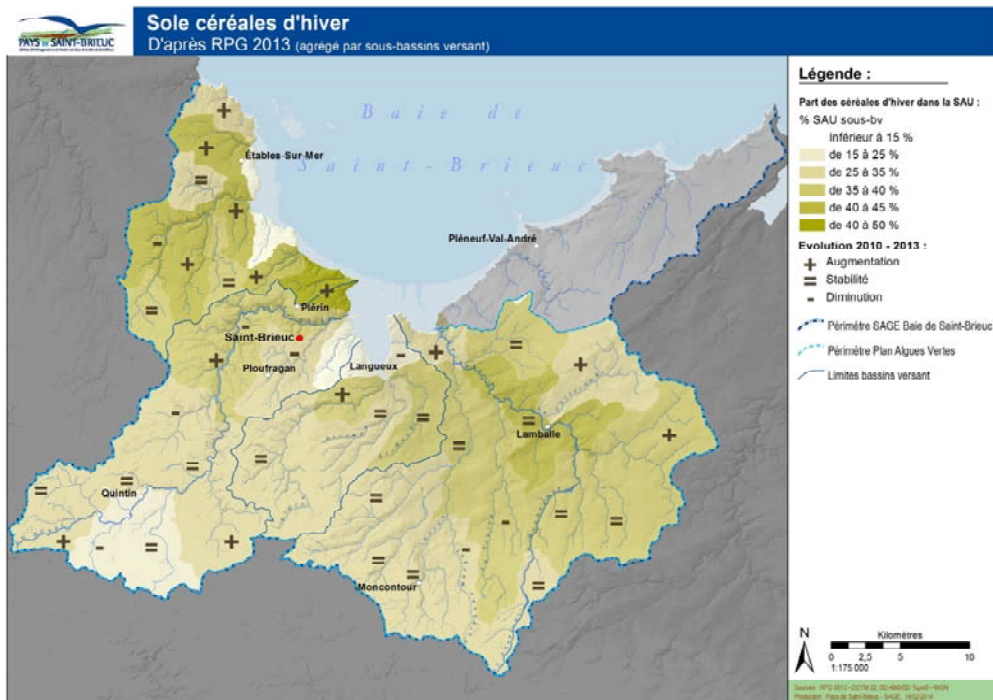 PAYS de SAINT-BRIEUC
Sole céréales d'hiver
D'après RPG 2013 (agrégé par sous-bassins versant)
Baie de
Saint-Brieuc
Étables-Sur-Mer
Pléneuf-Val-André
Plérin
Saint-Brieuc
Ploufragan
Langueux
Lamballe
Quintin
Moncontour
Légende :
Part des céréales d'hiver dans la SAU :
% SAU sous-bv
Inférieur à 15 %
de 15 à 25 %
de 25 à 35 %
de 35 à 40 %
de 40 à 45 %
de 40 à 50 %
Evolution 2010 - 2013 :
+ Augmentation
= Stabilité
- Diminution
Périmètre SAGE Baie de Saint-Brieuc
Périmètre Plan Algues Vertes
Limites bassins versant
N
Kilomètres
0 2,5 5 10
1:175 000